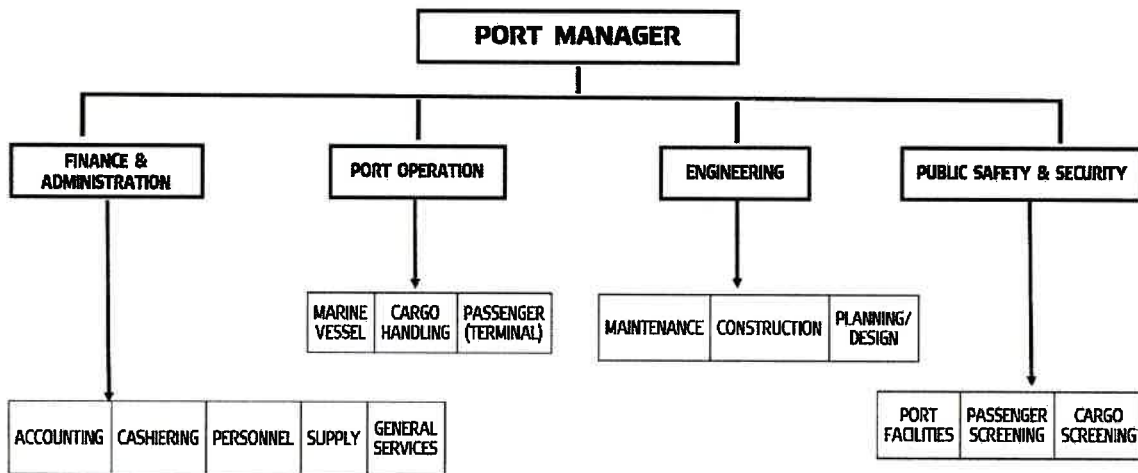 PORT MANAGER
FINANCE &
ADMINISTRATION
PORT OPERATION
ENGINEERING
PUBLIC SAFETY & SECURITY
MARINE
VESSEL
CARGO
HANDLING
PASSENGER
(TERMINAL)
MAINTENANCE
CONSTRUCTION
PLANNING/
DESIGN
ACCOUNTING
CASHIERING
PERSONNEL
SUPPLY
GENERAL
SERVICES
PORT
FACILITIES
PASSENGER
SCREENING
CARGO
SCREENING